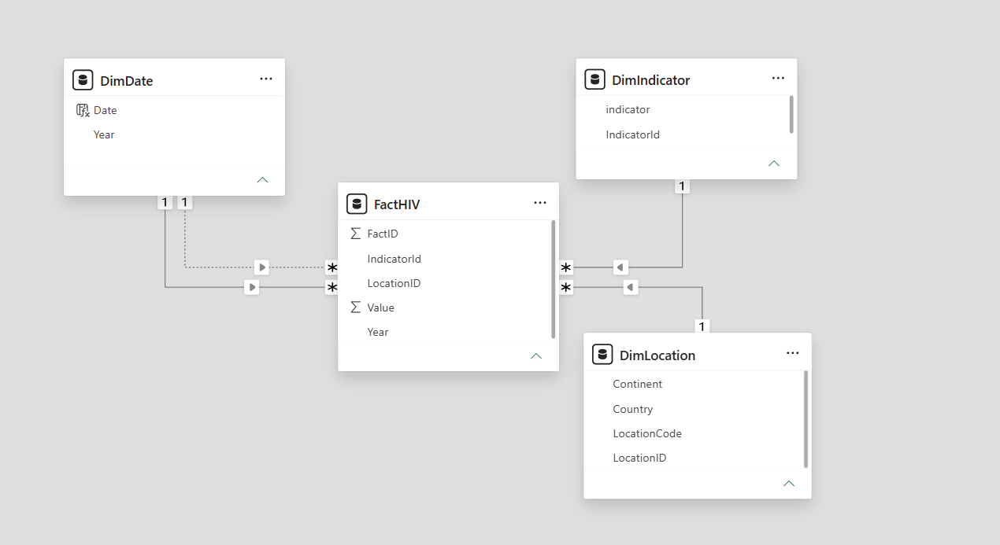 DimDate
Date
Year
1
1
DimIndicator
indicator
IndicatorId
1
FactHIV
Σ FactID
IndicatorId
LocationID
Σ Value
Year
*
*
*
*
1
DimLocation
Continent
Country
LocationCode
LocationID